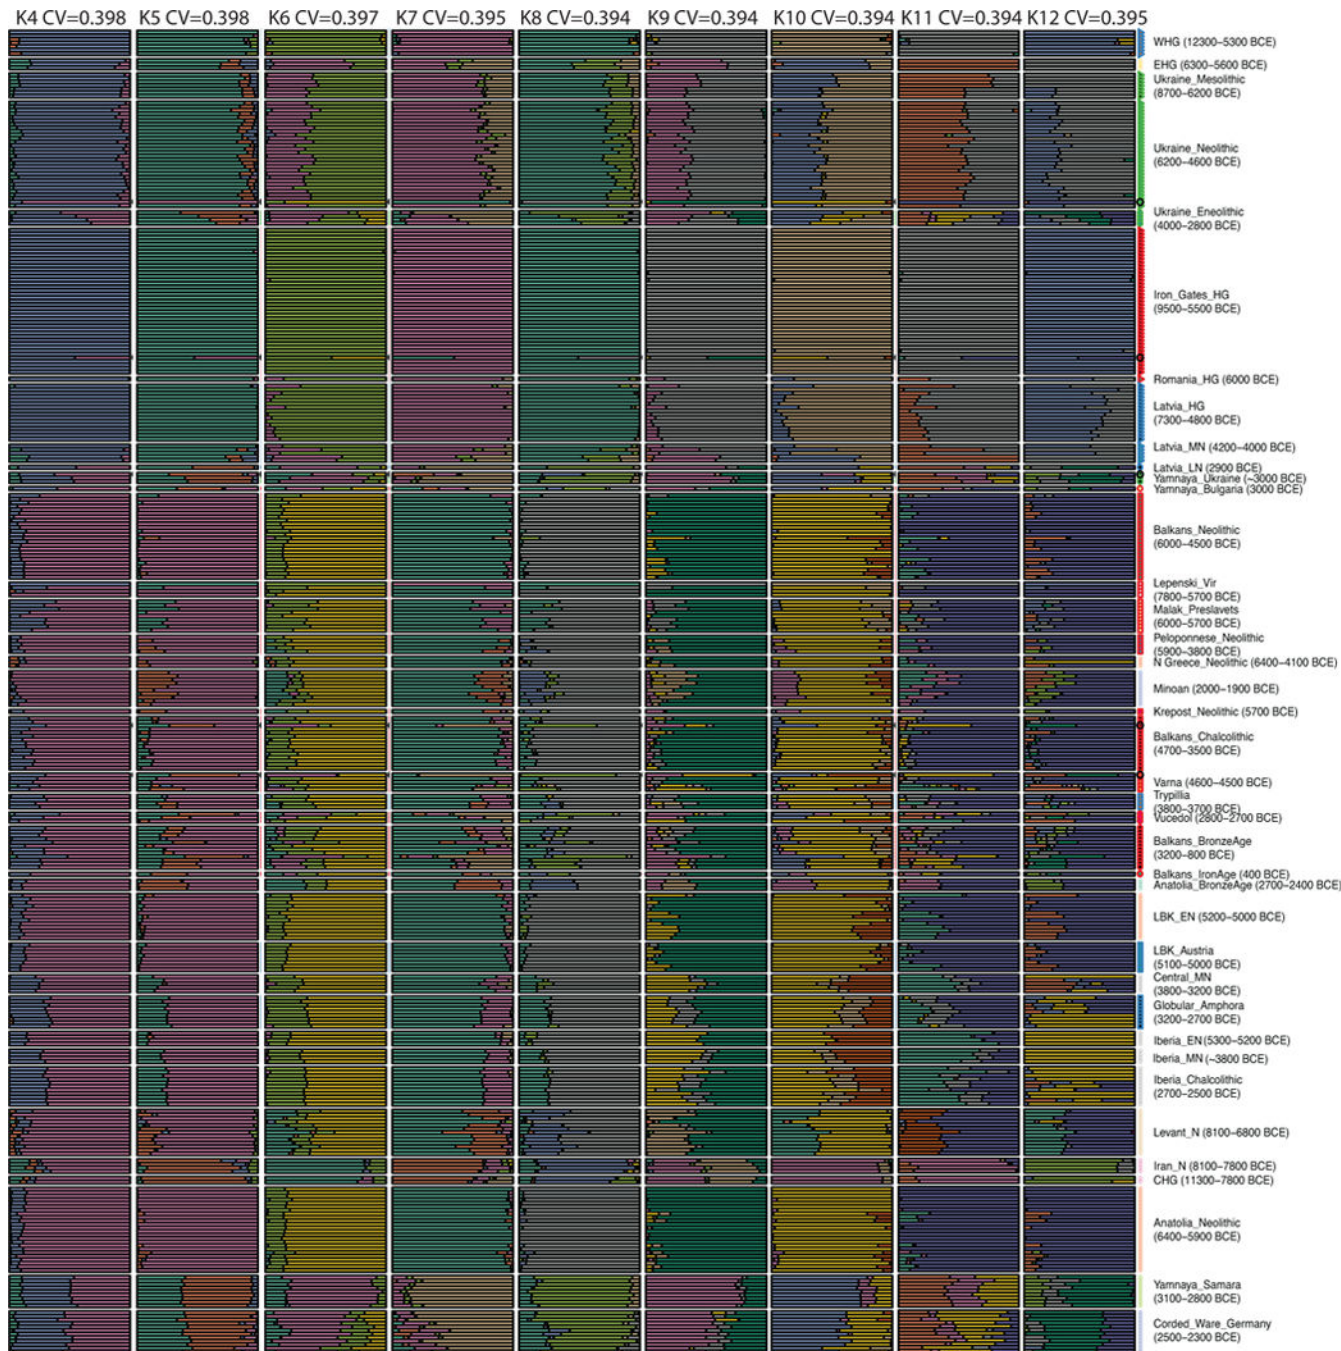 K4 CV=0.398 K5 CV=0.398 K6 CV=0.397 K7 CV=0.395 K8 CV=0.394 K9 CV=0.394 K10 CV=0.394 K11 CV=0.394 K12 CV=0.395
WHG (12300–5300 BCE)
EHG (6300–5600 BCE)
Ukraine_Mesolithic
(8700–6200 BCE)
Ukraine_Neolithic
(6200–4600 BCE)
Ukraine_Eneolithic
(4000–2800 BCE)
Iron_Gates_HG
(9500–5500 BCE)
Romania_HG (6000 BCE)
Latvia_HG
(7300–4800 BCE)
Latvia_MN (4200–4000 BCE)
Latvia_LN (2900 BCE)
Yamnaya_Ukraine (~3000 BCE)
Yamnaya_Bulgaria (3000 BCE)
Balkans_Neolithic
(6000–4500 BCE)
Lepenski_Vir
(7800–5700 BCE)
Malak_Preslavets
(6000–5700 BCE)
Peloponnese_Neolithic
(5900–3800 BCE)
N Greece_Neolithic (6400–4100 BCE)
Minoan (2000–1900 BCE)
Krepost_Neolithic (5700 BCE)
Balkans_Chalcolithic
(4700–3500 BCE)
Varna (4600–4500 BCE)
Trypillia
(3800–3700 BCE)
Vucedol (2800–2700 BCE)
Balkans_BronzeAge
(3200–800 BCE)
Balkans_IronAge (400 BCE)
Anatolia_BronzeAge (2700–2400 BCE)
LBK_EN (5200–5000 BCE)
LBK_Austria
(5100–5000 BCE)
Central_MN
(3800–3200 BCE)
Globular_Amphora
(3200–2700 BCE)
Iberia_EN (5300–5200 BCE)
Iberia_MN (~3800 BCE)
Iberia_Chalcolithic
(2700–2500 BCE)
Levant_N (8100–6800 BCE)
Iran_N (8100–7800 BCE)
CHG (11300–7800 BCE)
Anatolia_Neolithic
(6400–5900 BCE)
Yamnaya_Samara
(3100–2800 BCE)
Corded_Ware_Germany
(2500–2300 BCE)